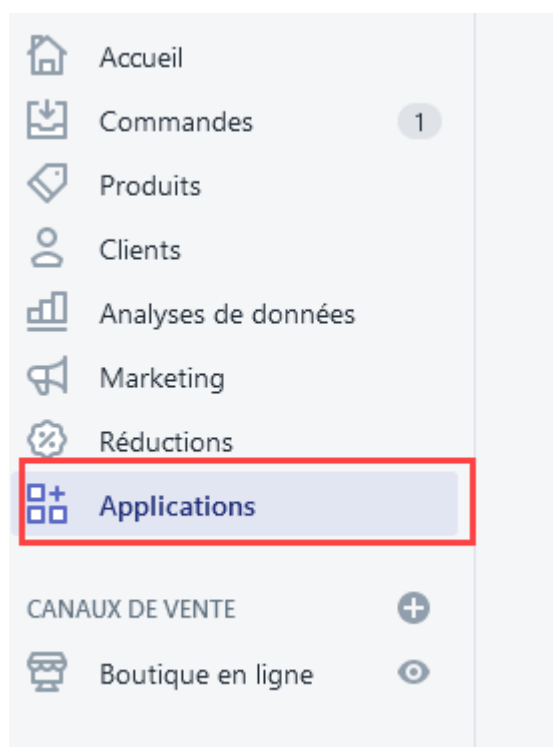 Accueil
Commandes 1
Produits
Clients
Analyses de données
Marketing
Réductions
Applications
CANAUX DE VENTE
Boutique en ligne